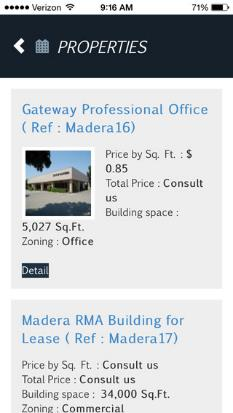 Verizon 9:16 AM 71%
PROPERTIES
Gateway Professional Office
( Ref : Madera16)
Price by Sq. Ft. : $
0.85
Total Price : Consult
us
Building space :
5,027 Sq.Ft.
Zoning : Office
Detail
Madera RMA Building for
Lease ( Ref : Madera17)
Price by Sq. Ft. : Consult us
Total Price : Consult us
Building space : 34,000 Sq.Ft.
Zoning : Commercial